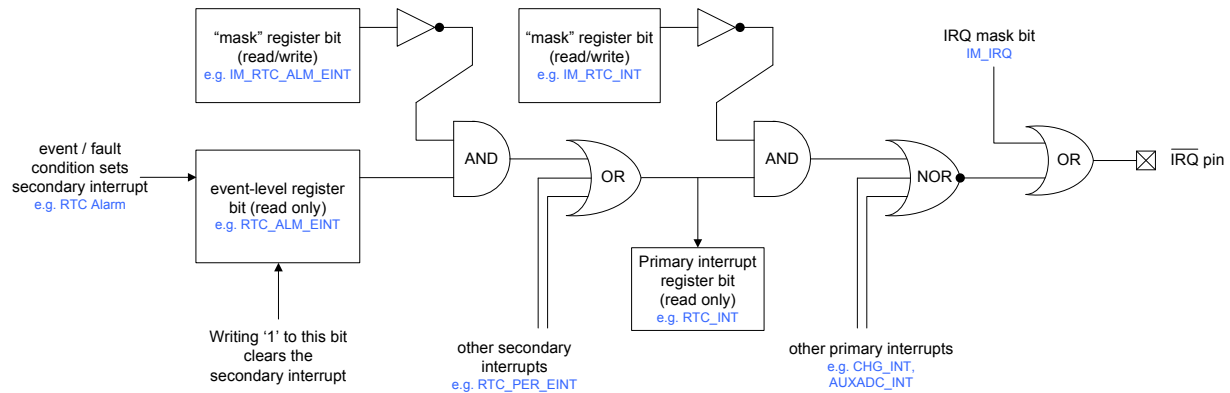 “mask” register bit
(read/write)
e.g. IM_RTC_ALM_EINT
“mask” register bit
(read/write)
e.g. IM_RTC_INT
IRQ mask bit
IM_IRQ
event / fault
condition sets
secondary interrupt
e.g. RTC Alarm
event-level register
bit (read only)
e.g. RTC_ALM_EINT
AND
OR
AND
NOR
OR
IRQ pin
Primary interrupt
register bit
(read only)
e.g. RTC_INT
Writing ‘1’ to this bit
clears the
secondary interrupt
other secondary
interrupts
e.g. RTC_PER_EINT
other primary interrupts
e.g. CHG_INT,
AUXADC_INT